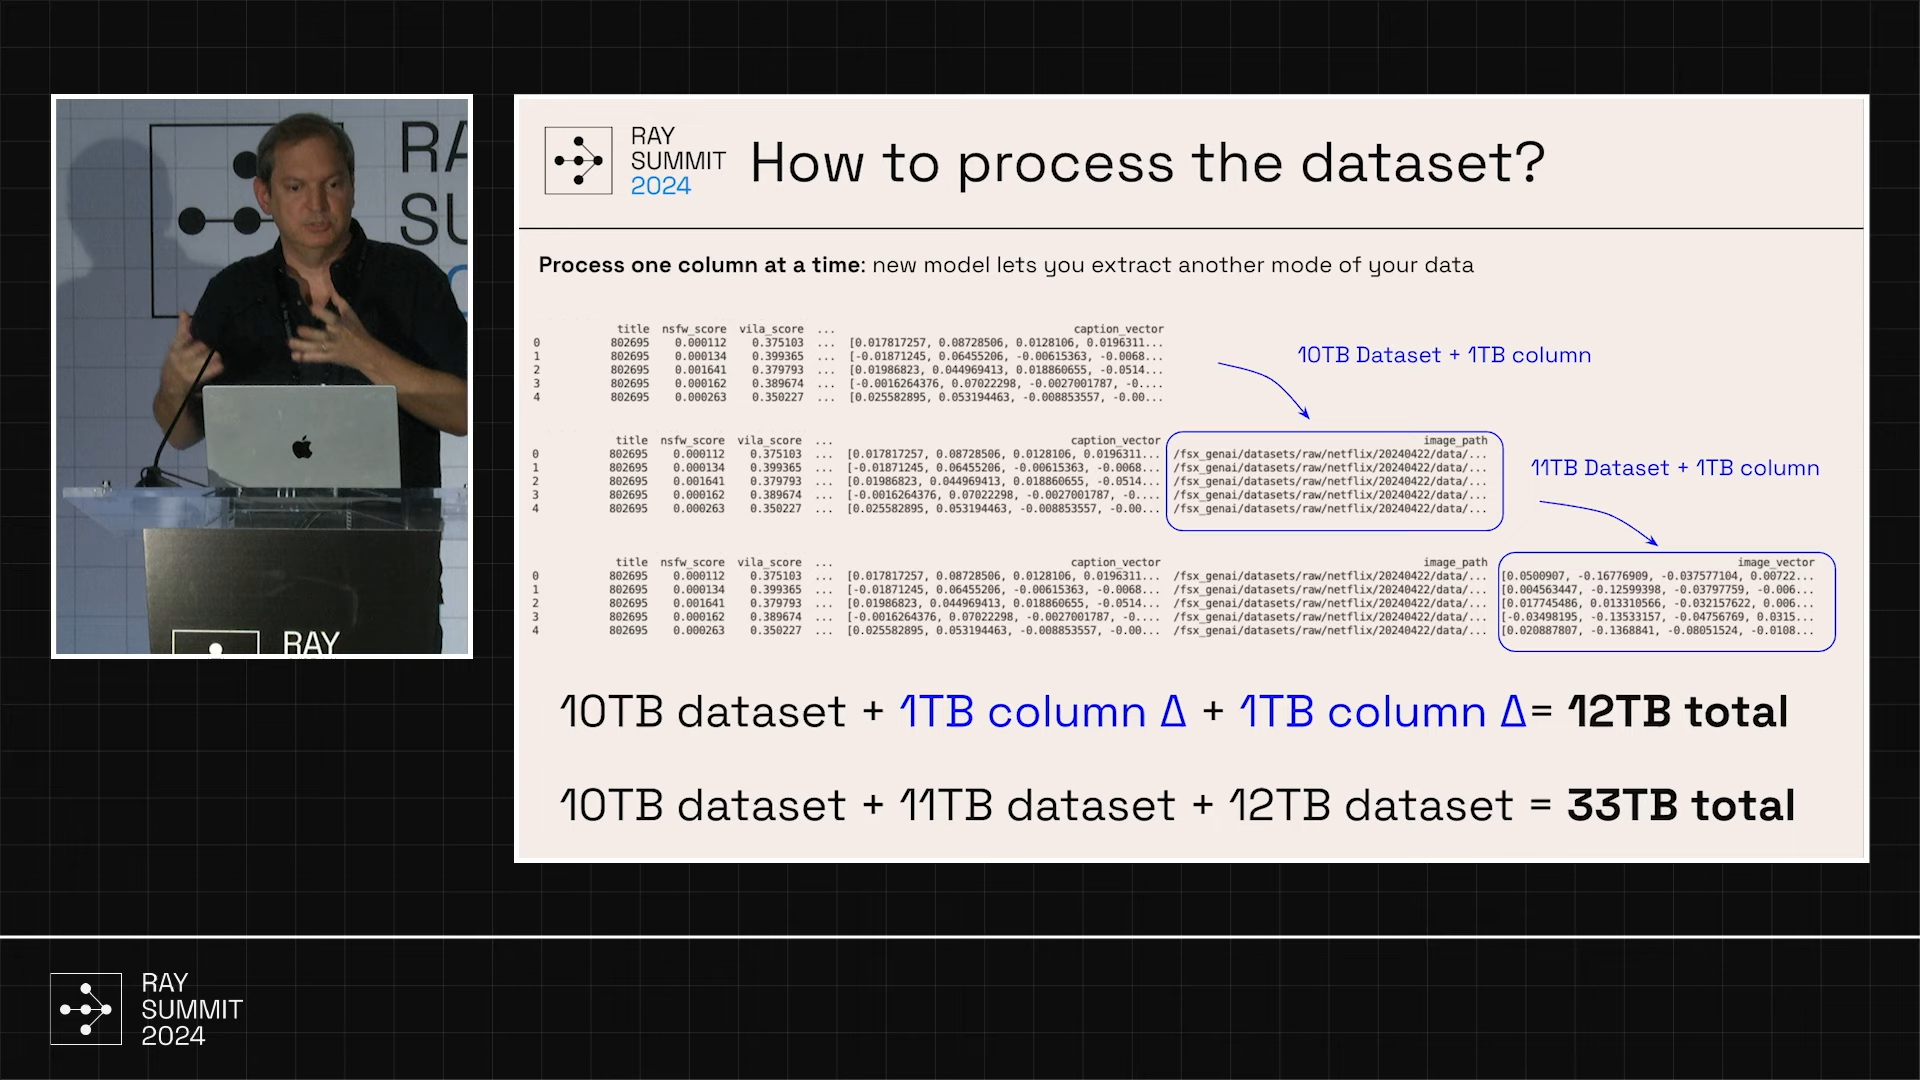 RA
SU
RAY
RAY
SUMMIT
2024
How to process the dataset?
Process one column at a time: new model lets you extract another mode of your data
title nsfw_score vila_score ... caption_vector
0 802695 0.000112 0.375103 ... [0.017817257, 0.08728506, 0.0128106, 0.0196311...
1 802695 0.000134 0.399365 ... [-0.01871245, 0.06455206, -0.00615363, -0.0068...
2 802695 0.001641 0.379793 ... [0.01986823, 0.044969413, 0.018860655, -0.0514...
3 802695 0.000162 0.389674 ... [-0.0016264376, 0.07022298, -0.0027001787, -0....
4 802695 0.000263 0.350227 ... [0.025582895, 0.053194463, -0.008853557, -0.00...
10TB Dataset + 1TB column
title nsfw_score vila_score ... caption_vector image_path
0 802695 0.000112 0.375103 ... [0.017817257, 0.08728506, 0.0128106, 0.0196311... /fsx_genai/datasets/raw/netflix/20240422/data/...
1 802695 0.000134 0.399365 ... [-0.01871245, 0.06455206, -0.00615363, -0.0068... /fsx_genai/datasets/raw/netflix/20240422/data/...
2 802695 0.001641 0.379793 ... [0.01986823, 0.044969413, 0.018860655, -0.0514... /fsx_genai/datasets/raw/netflix/20240422/data/...
3 802695 0.000162 0.389674 ... [-0.0016264376, 0.07022298, -0.0027001787, -0.... /fsx_genai/datasets/raw/netflix/20240422/data/...
4 802695 0.000263 0.350227 ... [0.025582895, 0.053194463, -0.008853557, -0.00... /fsx_genai/datasets/raw/netflix/20240422/data/...
11TB Dataset + 1TB column
title nsfw_score vila_score ... caption_vector image_path image_vector
0 802695 0.000112 0.375103 ... [0.017817257, 0.08728506, 0.0128106, 0.0196311... /fsx_genai/datasets/raw/netflix/20240422/data/... [0.0500907, -0.16776909, -0.037577104, 0.00722...
1 802695 0.000134 0.399365 ... [-0.01871245, 0.06455206, -0.00615363, -0.0068... /fsx_genai/datasets/raw/netflix/20240422/data/... [0.004563447, -0.12599398, -0.03797759, -0.006...
2 802695 0.001641 0.379793 ... [0.01986823, 0.044969413, 0.018860655, -0.0514... /fsx_genai/datasets/raw/netflix/20240422/data/... [0.017745486, 0.013310566, -0.032157622, 0.006...
3 802695 0.000162 0.389674 ... [-0.0016264376, 0.07022298, -0.0027001787, -0.... /fsx_genai/datasets/raw/netflix/20240422/data/... [-0.03498195, -0.13533157, -0.04756769, 0.0315...
4 802695 0.000263 0.350227 ... [0.025582895, 0.053194463, -0.008853557, -0.00... /fsx_genai/datasets/raw/netflix/20240422/data/... [0.020887807, -0.1368841, -0.08051524, -0.0108...
10TB dataset + 1TB column Δ + 1TB column Δ= 12TB total
10TB dataset + 11TB dataset + 12TB dataset = 33TB total
RAY
SUMMIT
2024